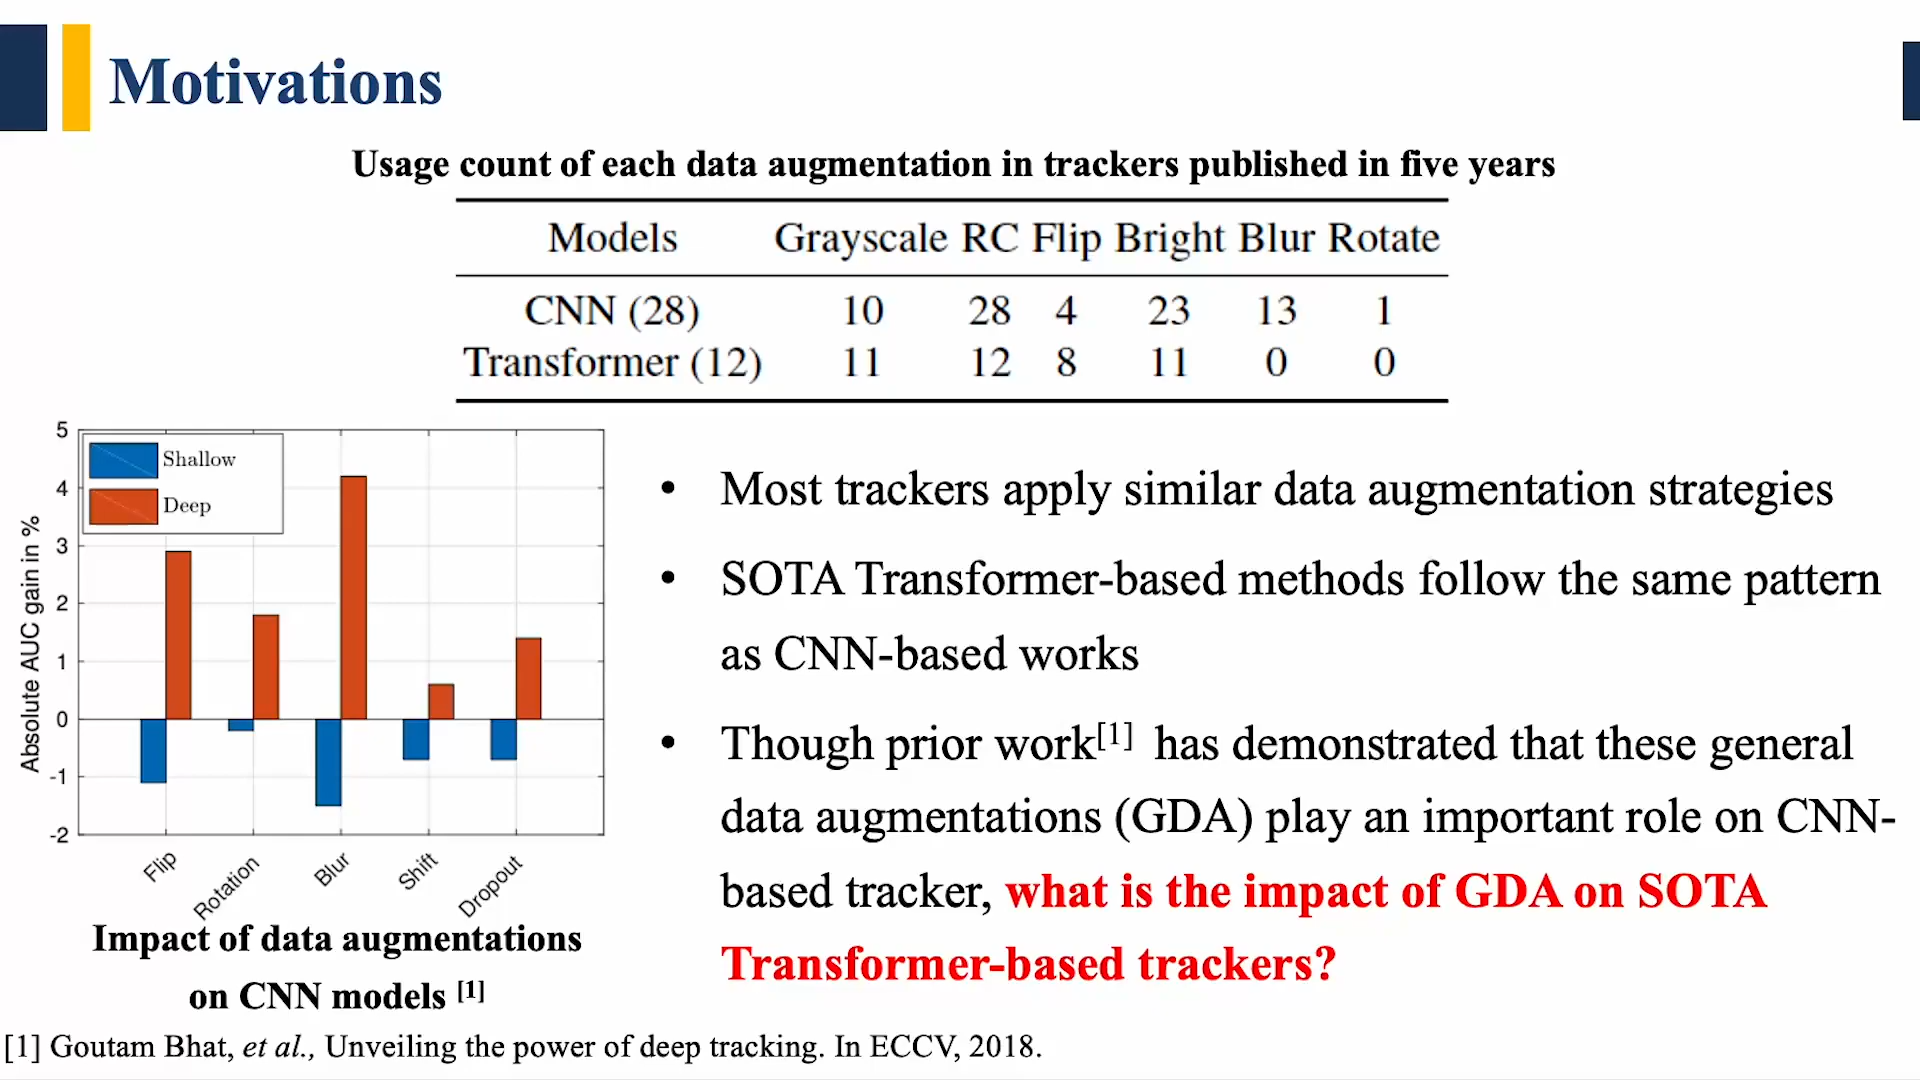 Motivations
Usage count of each data augmentation in trackers published in five years
Models Grayscale RC Flip Bright Blur Rotate
CNN (28) 10 28 4 23 13 1
Transformer (12) 11 12 8 11 0 0
5
4
3
2
1
0
-1
-2
Absolute AUC gain in %
Shallow
Deep
Flip
Rotation
Blur
Shift
Dropout
Impact of data augmentations
on CNN models [1]
• Most trackers apply similar data augmentation strategies
• SOTA Transformer-based methods follow the same pattern
as CNN-based works
• Though prior work[1] has demonstrated that these general
data augmentations (GDA) play an important role on CNN-
based tracker, what is the impact of GDA on SOTA
Transformer-based trackers?
[1] Goutam Bhat, et al., Unveiling the power of deep tracking. In ECCV, 2018.